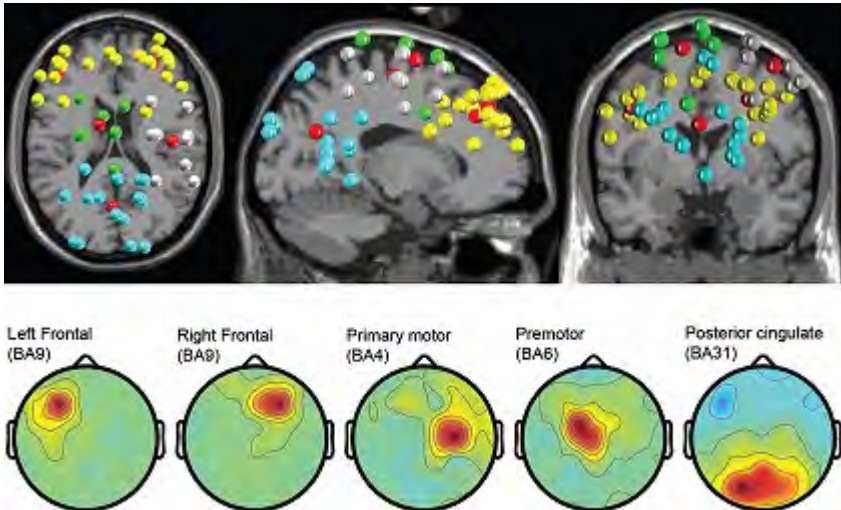 Left Frontal
(BA9)
Right Frontal
(BA9)
Primary motor
(BA4)
Premotor
(BA6)
Posterior cingulate
(BA31)